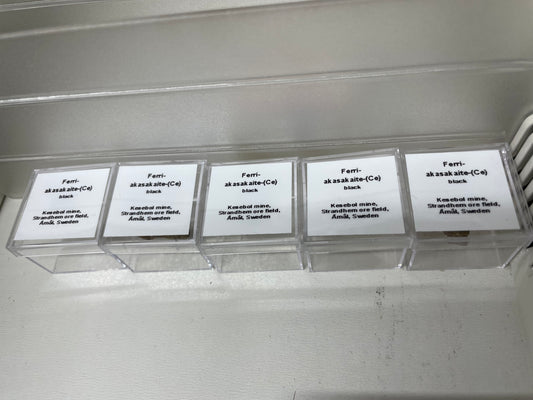 Ferri-
akasakaite-(Ce)
black
Kesebol mine,
Strandhem ore field,
Åmål, Sweden
Ferri-
akasakaite-(Ce)
black
Kesebol mine,
Strandhem ore field,
Åmål, Sweden
Ferri-
akasakaite-(Ce)
black
Kesebol mine,
Strandhem ore field,
Åmål, Sweden
Ferri-
akasakaite-(Ce)
black
Kesebol mine,
Strandhem ore field,
Åmål, Sweden
Ferri-
akasakaite-(Ce)
black
Kesebol mine,
Strandhem ore field,
Åmål, Sweden